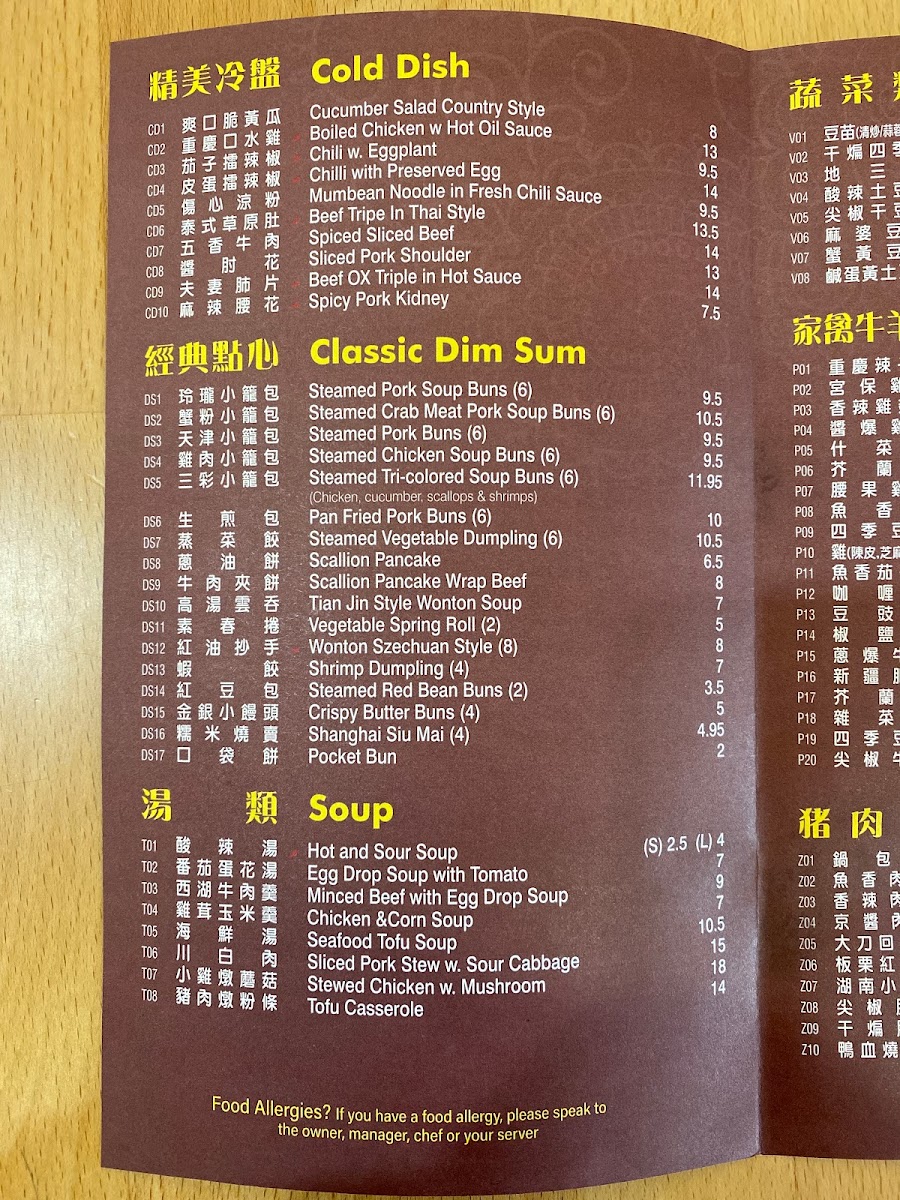 精美冷盤 Cold Dish
CD1 爽口脆黃瓜 Cucumber Salad Country Style 8
CD2 重慶口水雞 Boiled Chicken w Hot Oil Sauce 13
CD3 茄子擂辣椒 Chili w. Eggplant 9.5
CD4 皮蛋擂辣椒 Chilli with Preserved Egg 14
CD5 傷心涼粉 Mumbean Noodle in Fresh Chili Sauce 9.5
CD6 泰式草原肚 Beef Tripe In Thai Style 13.5
CD7 五香牛肉 Spiced Sliced Beef 14
CD8 醬肘花 Sliced Pork Shoulder 13
CD9 夫妻肺片 Beef OX Triple in Hot Sauce 14
CD10 麻辣腰花 Spicy Pork Kidney 7.5
經典點心 Classic Dim Sum
DS1 玲瓏小籠包 Steamed Pork Soup Buns (6) 9.5
DS2 蟹粉小籠包 Steamed Crab Meat Pork Soup Buns (6) 10.5
DS3 天津小籠包 Steamed Pork Buns (6) 9.5
DS4 雞肉小籠包 Steamed Chicken Soup Buns (6) 9.5
DS5 三彩小籠包 Steamed Tri-colored Soup Buns (6) 11.95
(Chicken, cucumber, scallops & shrimps)
DS6 生煎包 Pan Fried Pork Buns (6) 10
DS7 蒸菜餃 Steamed Vegetable Dumpling (6) 10.5
DS8 蔥油餅 Scallion Pancake 6.5
DS9 牛肉夾餅 Scallion Pancake Wrap Beef 8
DS10 高湯雲吞 Tian Jin Style Wonton Soup 7
DS11 素春捲 Vegetable Spring Roll (2) 5
DS12 紅油抄手 Wonton Szechuan Style (8) 8
DS13 蝦餃 Shrimp Dumpling (4) 7
DS14 紅豆包 Steamed Red Bean Buns (2) 3.5
DS15 金銀小饅頭 Crispy Butter Buns (4) 5
DS16 糯米燒賣 Shanghai Siu Mai (4) 4.95
DS17 口袋餅 Pocket Bun 2
湯類 Soup
T01 酸辣湯 Hot and Sour Soup (S) 2.5 (L) 4
T02 番茄蛋花湯 Egg Drop Soup with Tomato 7
T03 西湖牛肉羹 Minced Beef with Egg Drop Soup 9
T04 雞茸玉米羹 Chicken &Corn Soup 7
T05 海鮮湯 Seafood Tofu Soup 10.5
T06 川白肉 Sliced Pork Stew w. Sour Cabbage 15
T07 小雞燉蘑菇 Stewed Chicken w. Mushroom 18
T08 豬肉燉粉條 Tofu Casserole 14
Food Allergies? If you have a food allergy, please speak to
the owner, manager, chef or your server
蔬菜
V01 豆苗(清炒/蒜蓉
V02 干煸四季
V03 地三
V04 酸辣土豆
V05 尖椒干豆
V06 麻婆豆
V07 蟹黃豆
V08 鹹蛋黃土
家禽牛羊
P01 重慶辣
P02 宮保雞
P03 香辣雞
P04 醬爆雞
P05 什菜
P06 芥蘭
P07 腰果雞
P08 魚香
P09 四季豆
P10 雞(陳皮,芝麻
P11 魚香茄
P12 咖喱
P13 豆豉
P14 椒鹽
P15 蔥爆牛
P16 新疆
P17 芥蘭
P18 雜菜
P19 四季豆
P20 尖椒牛
猪肉
Z01 鍋包
Z02 魚香肉
Z03 香辣肉
Z04 京醬肉
Z05 大刀回
Z06 板栗紅
Z07 湖南小
Z08 尖椒
Z09 干煸
Z10 鴨血燒